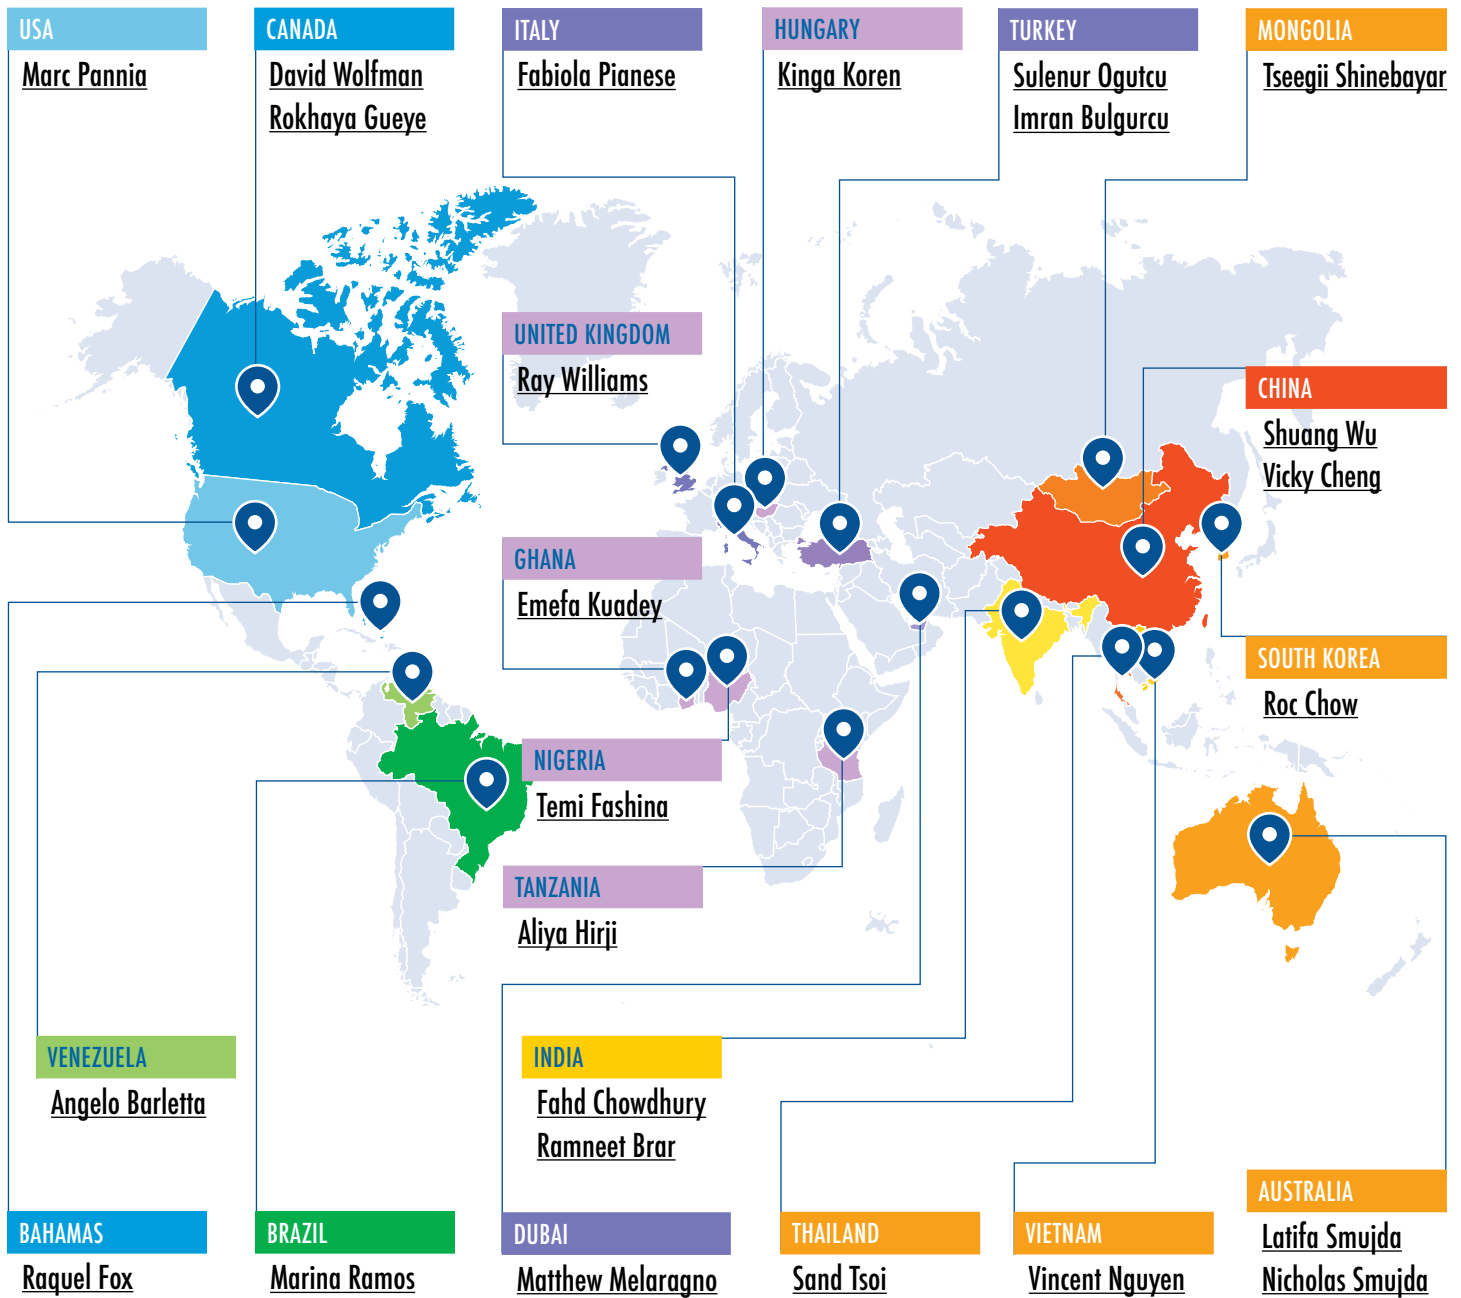 USA
Marc Pannia
CANADA
David Wolfman
Rokhaya Gueye
ITALY
Fabiola Pianese
HUNGARY
Kinga Koren
TURKEY
Sulenur Ogutcu
Imran Bulgurcu
MONGOLIA
Tseegii Shinebayar
UNITED KINGDOM
Ray Williams
CHINA
Shuang Wu
Vicky Cheng
GHANA
Emefa Kuadey
SOUTH KOREA
Roc Chow
NIGERIA
Temi Fashina
TANZANIA
Aliya Hirji
VENEZUELA
Angelo Barletta
INDIA
Fahd Chowdhury
Ramneet Brar
BAHAMAS
Raquel Fox
BRAZIL
Marina Ramos
DUBAI
Matthew Melaragno
THAILAND
Sand Tsoi
VIETNAM
Vincent Nguyen
AUSTRALIA
Latifa Smujda
Nicholas Smujda